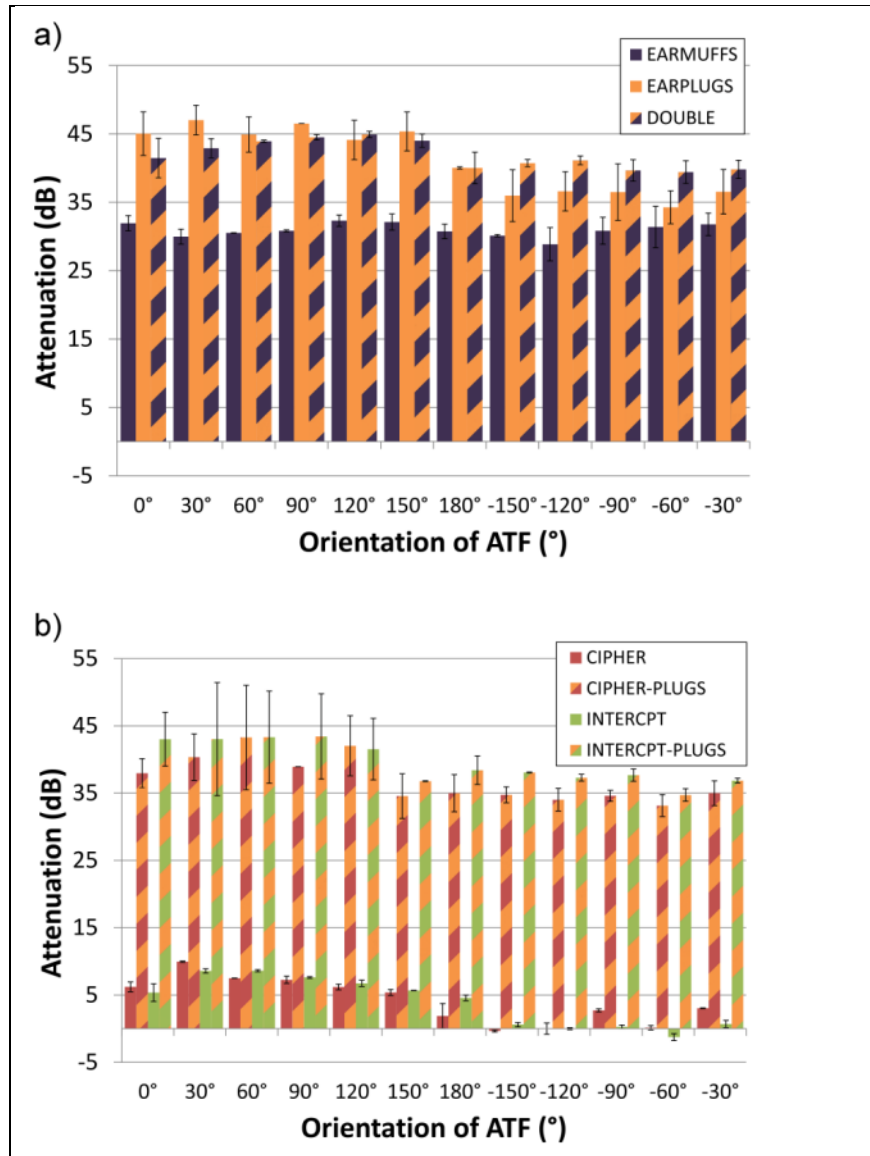 a)
EARMUFFS
EARPLUGS
DOUBLE
55
45
35
25
15
5
-5
Attenuation (dB)
0° 30° 60° 90° 120° 150° 180° -150° -120° -90° -60° -30°
Orientation of ATF (°)
b)
CIPHER
CIPHER-PLUGS
INTERCPT
INTERCPT-PLUGS
55
45
35
25
15
5
-5
Attenuation (dB)
0° 30° 60° 90° 120° 150° 180° -150° -120° -90° -60° -30°
Orientation of ATF (°)